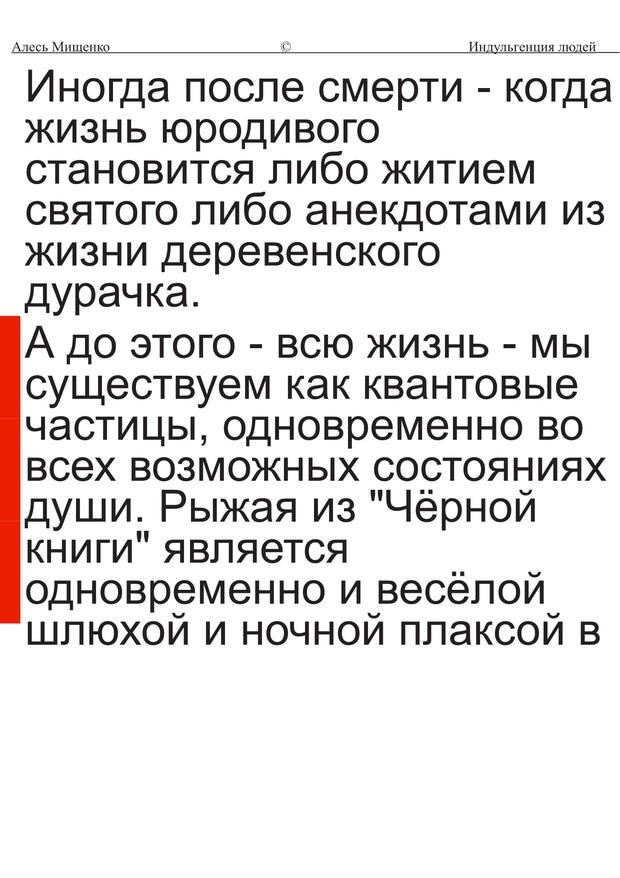 Алесь Мищенко © Индульгенция людей
Иногда после смерти - когда
жизнь юродивого
становится либо житием
святого либо анекдотами из
жизни деревенского
дурачка.
А до этого - всю жизнь - мы
существуем как квантовые
частицы, одновременно во
всех возможных состояниях
души. Рыжая из "Чёрной
книги" является
одновременно и весёлой
шлюхой и ночной плаксой в